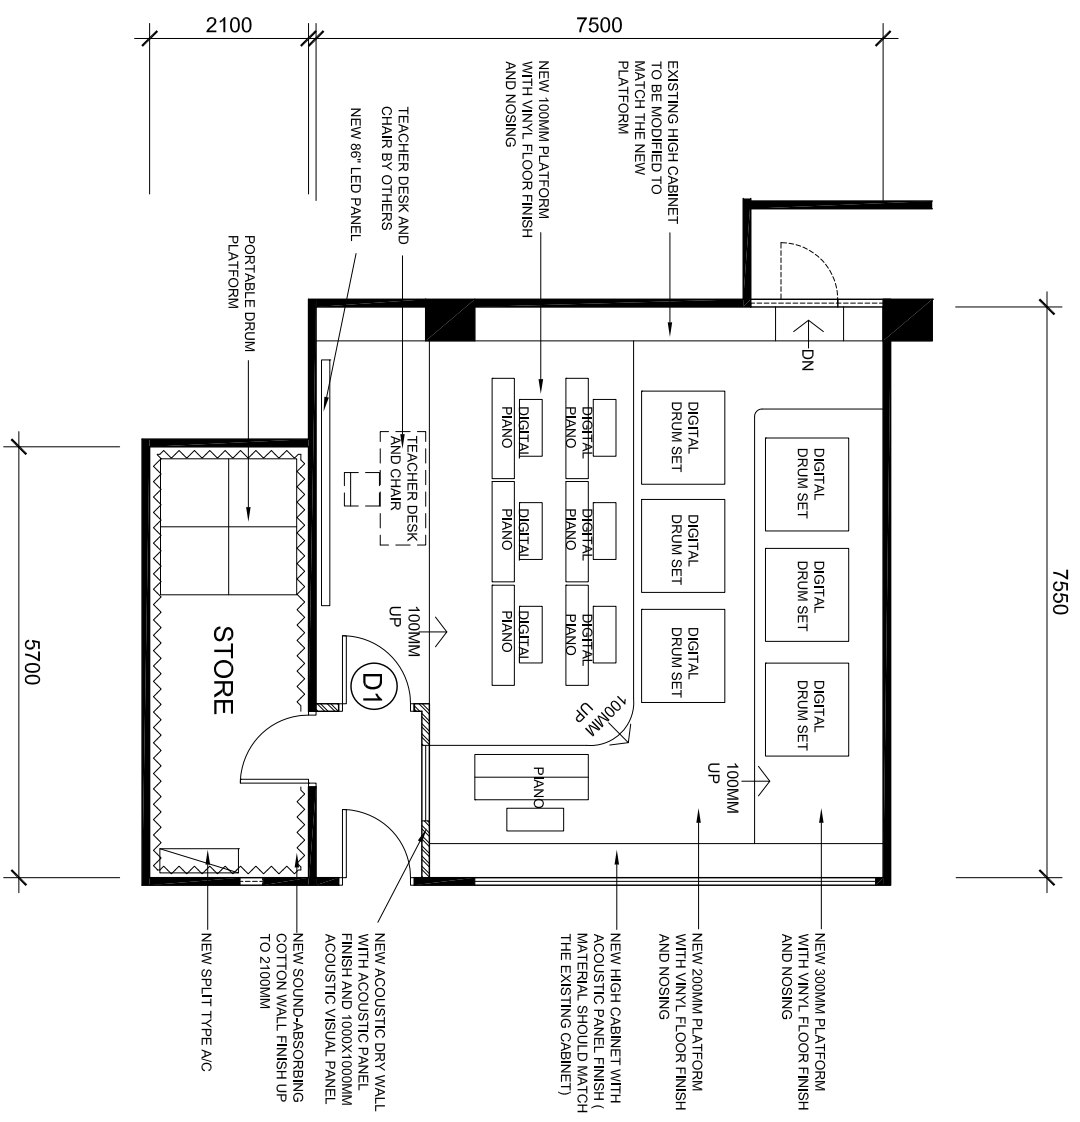 2100
7500
EXISTING HIGH CABINET
TO BE MODIFIED TO
MATCH THE NEW
PLATFORM
NEW 100MM PLATFORM
WITH VINYL FLOOR FINISH
AND NOSING
TEACHER DESK AND
CHAIR BY OTHERS
NEW 86" LED PANEL
PORTABLE DRUM
PLATFORM
DN
7550
5700
DIGITAL
DRUM SET
DIGITAL
DRUM SET
DIGITAL
DRUM SET
DIGITAL
DRUM SET
DIGITAL
DRUM SET
DIGITAL
DRUM SET
DIGITAL
PIANO
DIGITAL
PIANO
DIGITAL
PIANO
DIGITAL
PIANO
DIGITAL
PIANO
DIGITAL
PIANO
TEACHER DESK
AND CHAIR
100MM
UP
100MM
UP
100MM
UP
STORE
D1
PIANO
NEW 300MM PLATFORM
WITH VINYL FLOOR FINISH
AND NOSING
NEW 200MM PLATFORM
WITH VINYL FLOOR FINISH
AND NOSING
NEW HIGH CABINET WITH
ACOUSTIC PANEL FINISH (
MATERIAL SHOULD MATCH
THE EXISTING CABINET)
NEW ACOUSTIC DRY WALL
WITH ACOUSTIC PANEL
FINISH AND 1000X1000MM
ACOUSTIC VISUAL PANEL
NEW SOUND-ABSORBING
COTTON WALL FINISH UP
TO 2100MM
NEW SPLIT TYPE A/C